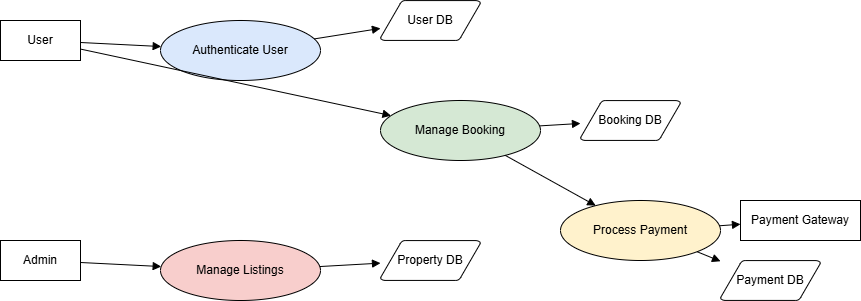 User DB
User
Authenticate User
Booking DB
Manage Booking
Payment Gateway
Process Payment
Admin
Manage Listings
Property DB
Payment DB